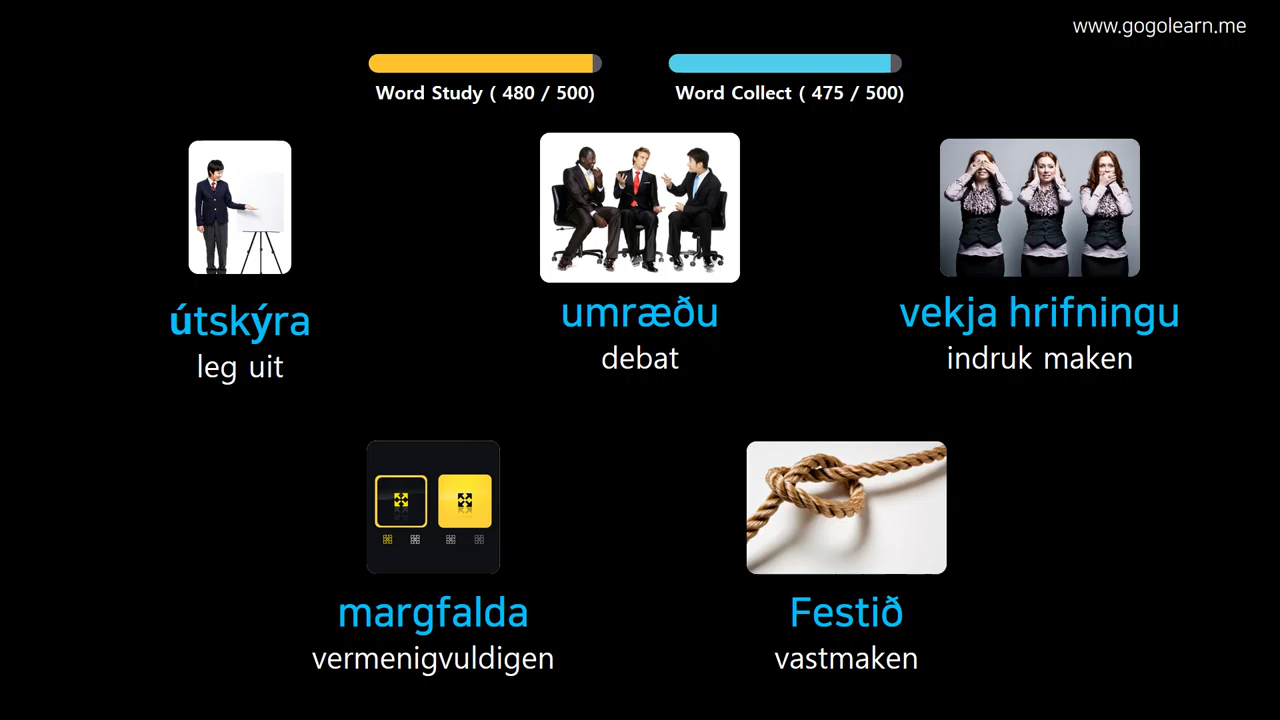 www.gogolearn.me
Word Study ( 480 / 500)
Word Collect ( 475 / 500)
útskýra
leg uit
umræðu
debat
vekja hrifningu
indruk maken
margfalda
vermenigvuldigen
Festið
vastmaken